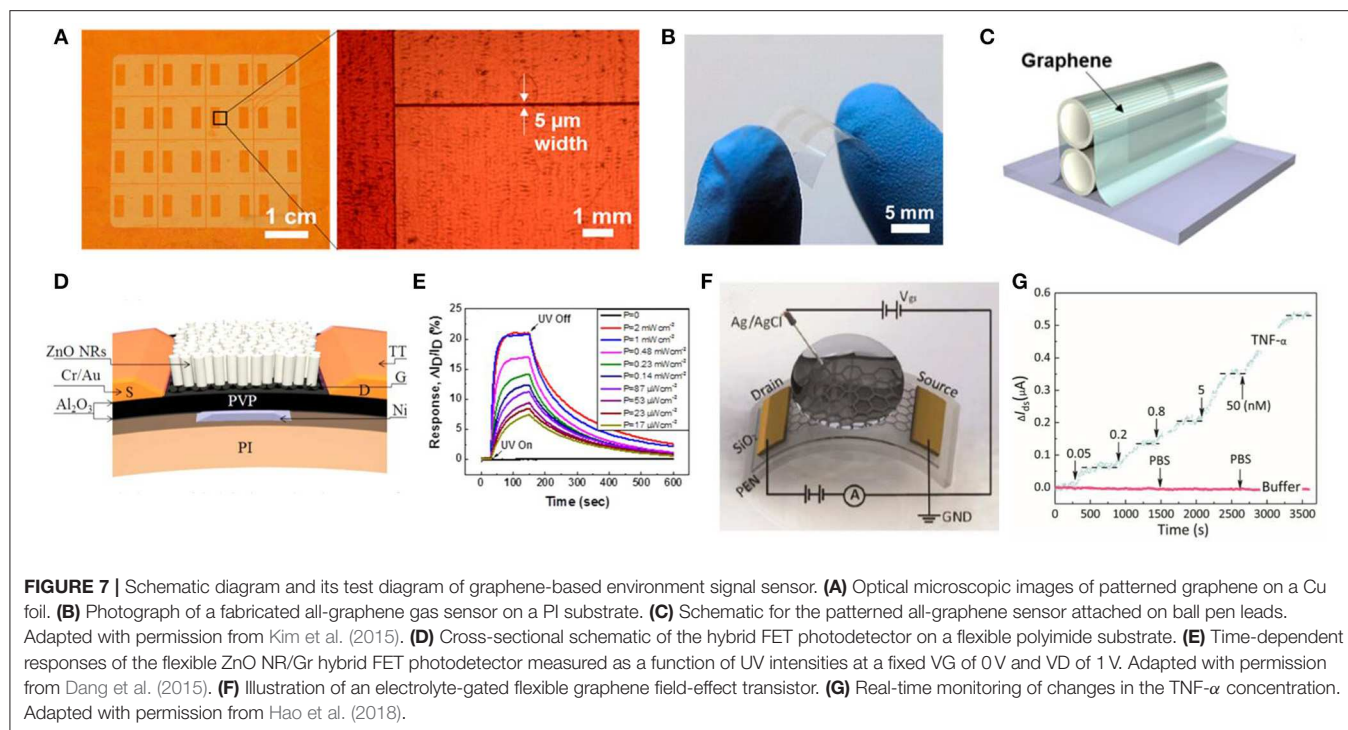 A
1 cm
5 µm
width
1 mm
B
5 mm
C
Graphene
D
ZnO NRs
Cr/Au
Al₂O₃
S
PVP
PI
TT
G
D
Ni
E
Response, ΔID/ID (%)
25
20
15
10
5
0
UV Off
UV On
P=0
P=2 mWcm⁻²
P=1 mWcm⁻²
P=0.48 mWcm⁻²
P=0.23 mWcm⁻²
P=0.14 mWcm⁻²
P=87 µWcm⁻²
P=53 µWcm⁻²
P=23 µWcm⁻²
P=17 µWcm⁻²
0 100 200 300 400 500 600
Time (sec)
F
Ag/AgCl
Drain
Source
SiO₂
PEN
A
GND
G
ΔIds(µA)
0.6
0.5
0.4
0.3
0.2
0.1
0.0
TNF-α
50 (nM)
5
0.8
0.2
0.05
PBS
PBS
Buffer
0 500 1000 1500 2000 2500 3000 3500
Time (s)
FIGURE 7 | Schematic diagram and its test diagram of graphene-based environment signal sensor. (A) Optical microscopic images of patterned graphene on a Cu
foil. (B) Photograph of a fabricated all-graphene gas sensor on a PI substrate. (C) Schematic for the patterned all-graphene sensor attached on ball pen leads.
Adapted with permission from Kim et al. (2015). (D) Cross-sectional schematic of the hybrid FET photodetector on a flexible polyimide substrate. (E) Time-dependent
responses of the flexible ZnO NR/Gr hybrid FET photodetector measured as a function of UV intensities at a fixed VG of 0 V and VD of 1 V. Adapted with permission
from Dang et al. (2015). (F) Illustration of an electrolyte-gated flexible graphene field-effect transistor. (G) Real-time monitoring of changes in the TNF-α concentration.
Adapted with permission from Hao et al. (2018).